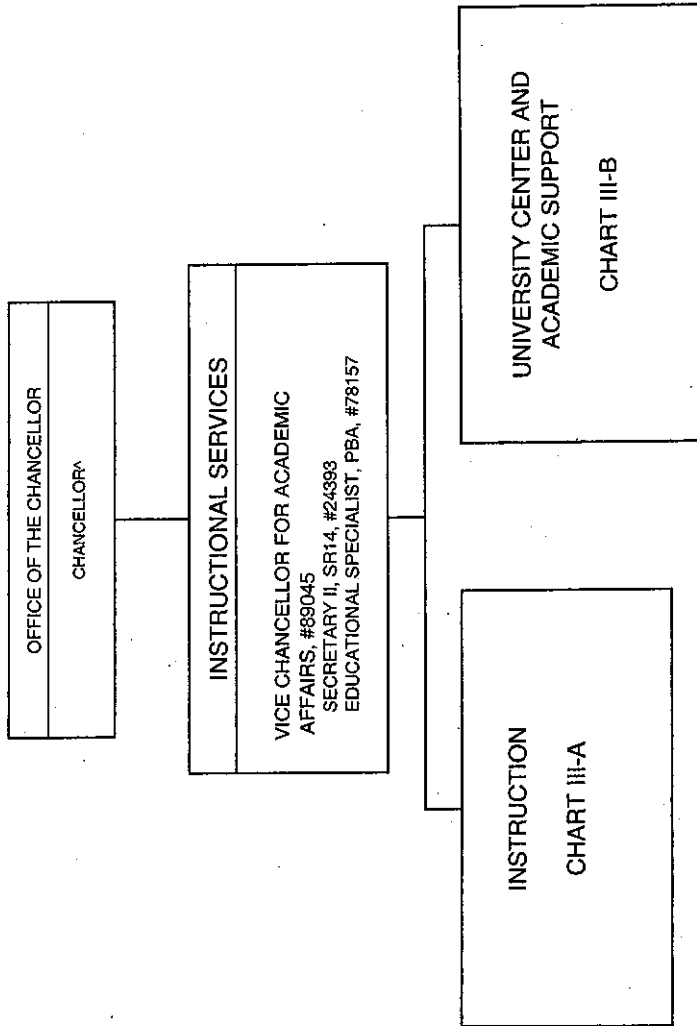 OFFICE OF THE CHANCELLOR
CHANCELLOR^
INSTRUCTIONAL SERVICES
VICE CHANCELLOR FOR ACADEMIC
AFFAIRS, #89045
SECRETARY II, SR14, #24393
EDUCATIONAL SPECIALIST, PBA, #78157
INSTRUCTION
CHART III-A
UNIVERSITY CENTER AND
ACADEMIC SUPPORT
CHART III-B